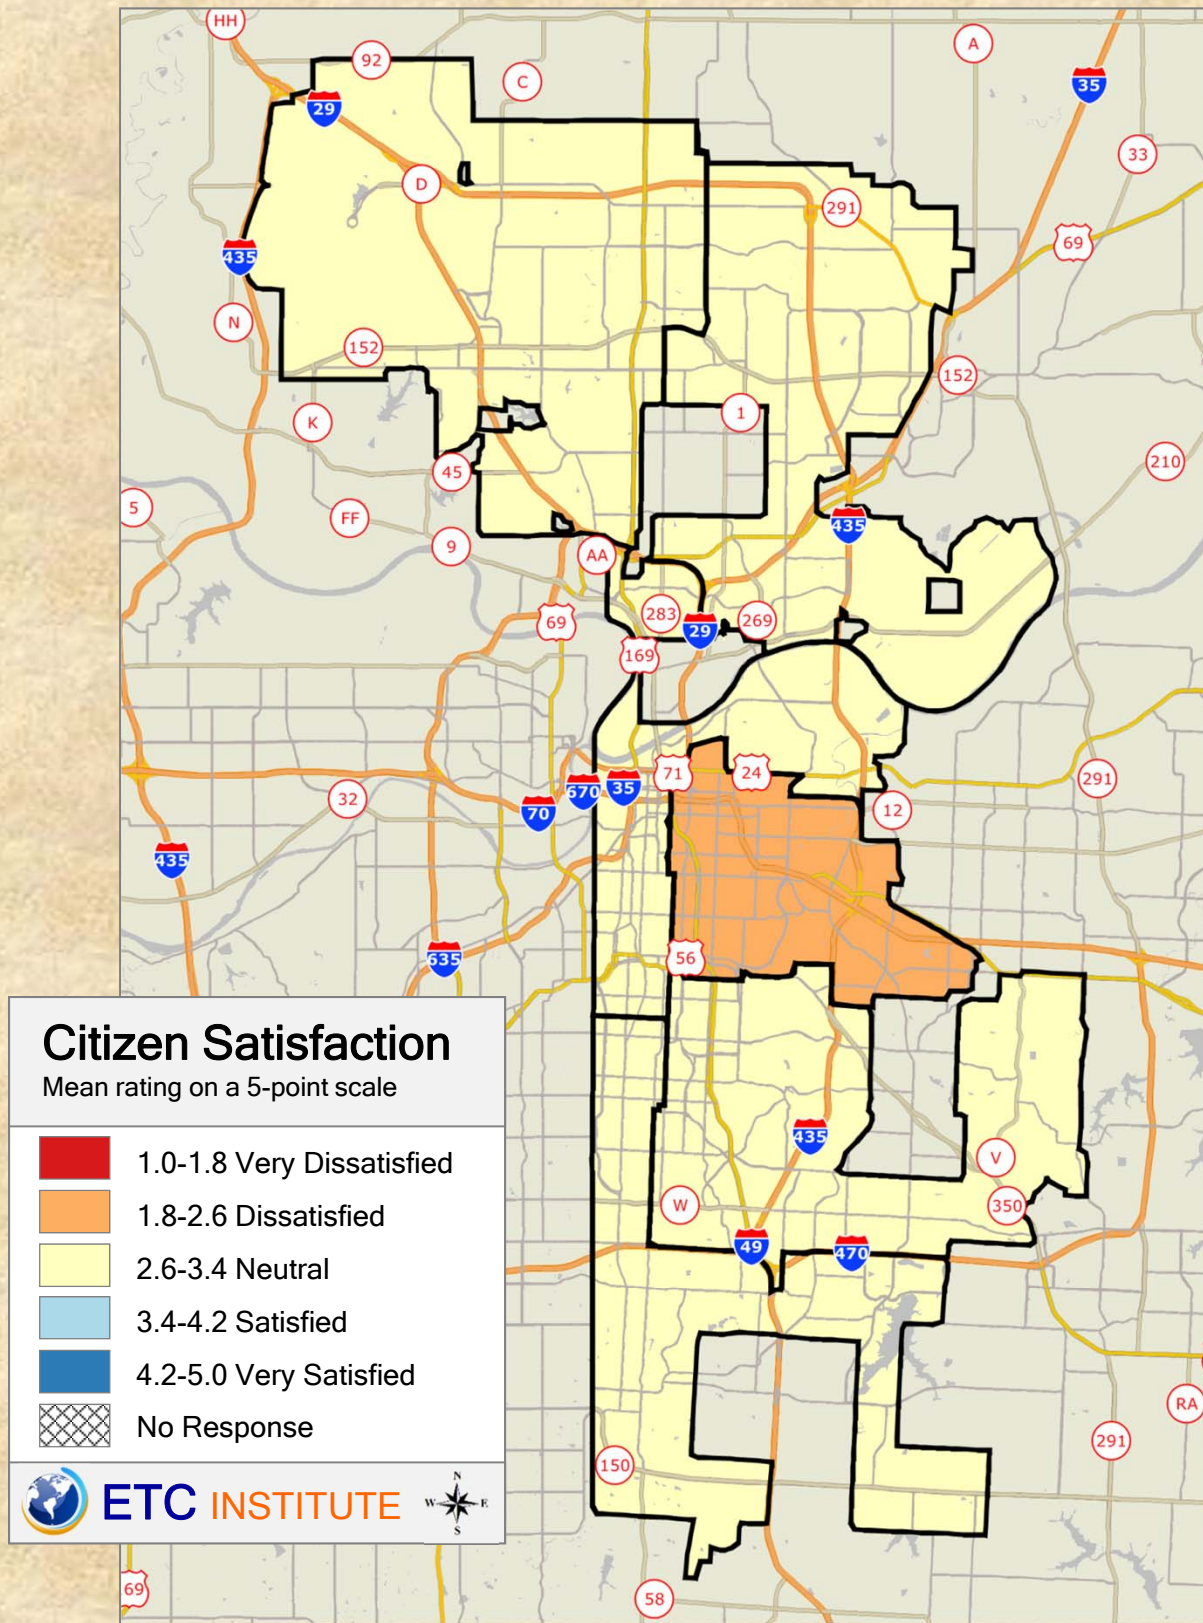 HH
92
C
A
29
35
33
D
291
69
435
N
152
152
K
1
45
210
5
FF
435
9
AA
283
269
69
29
169
71
24
670
35
291
32
70
12
435
56
635
Citizen Satisfaction
Mean rating on a 5-point scale
1.0-1.8 Very Dissatisfied
1.8-2.6 Dissatisfied
2.6-3.4 Neutral
3.4-4.2 Satisfied
4.2-5.0 Very Satisfied
No Response
ETC INSTITUTE
N
W
E
S
435
V
W
350
49
470
RA
291
150
69
58